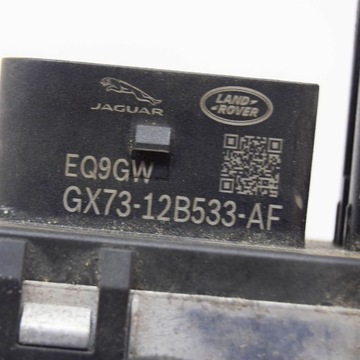 JAGUAR
LAND
ROVER
EQ9GW
GX73-12B533-AF